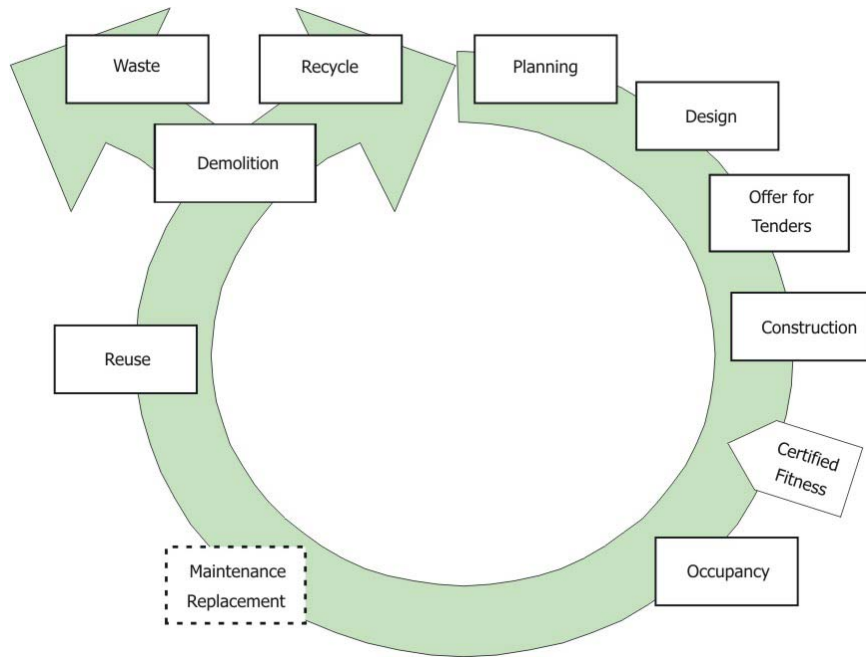 Waste
Recycle
Planning
Design
Demolition
Offer for
Tenders
Construction
Reuse
Certified
Fitness
Maintenance
Replacement
Occupancy